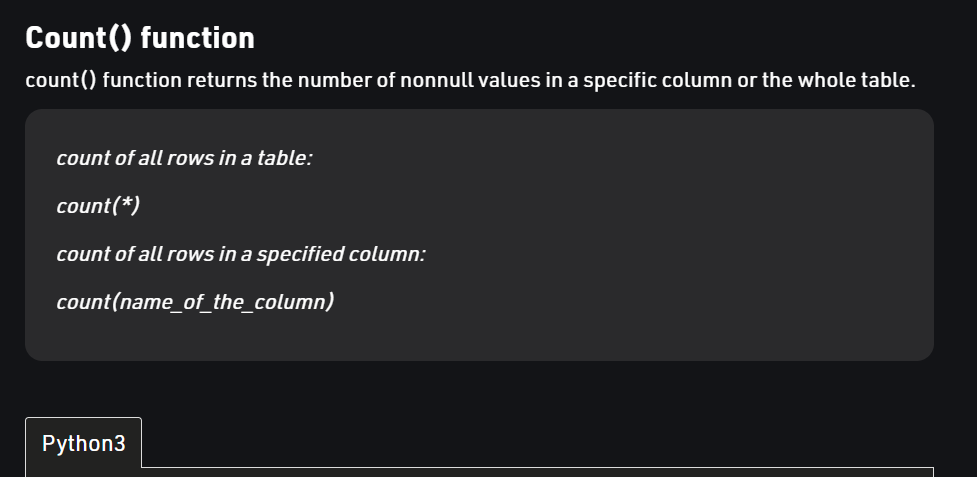 Count() function
count() function returns the number of nonnull values in a specific column or the whole table.
count of all rows in a table:
count(*)
count of all rows in a specified column:
count(name_of_the_column)
Python3